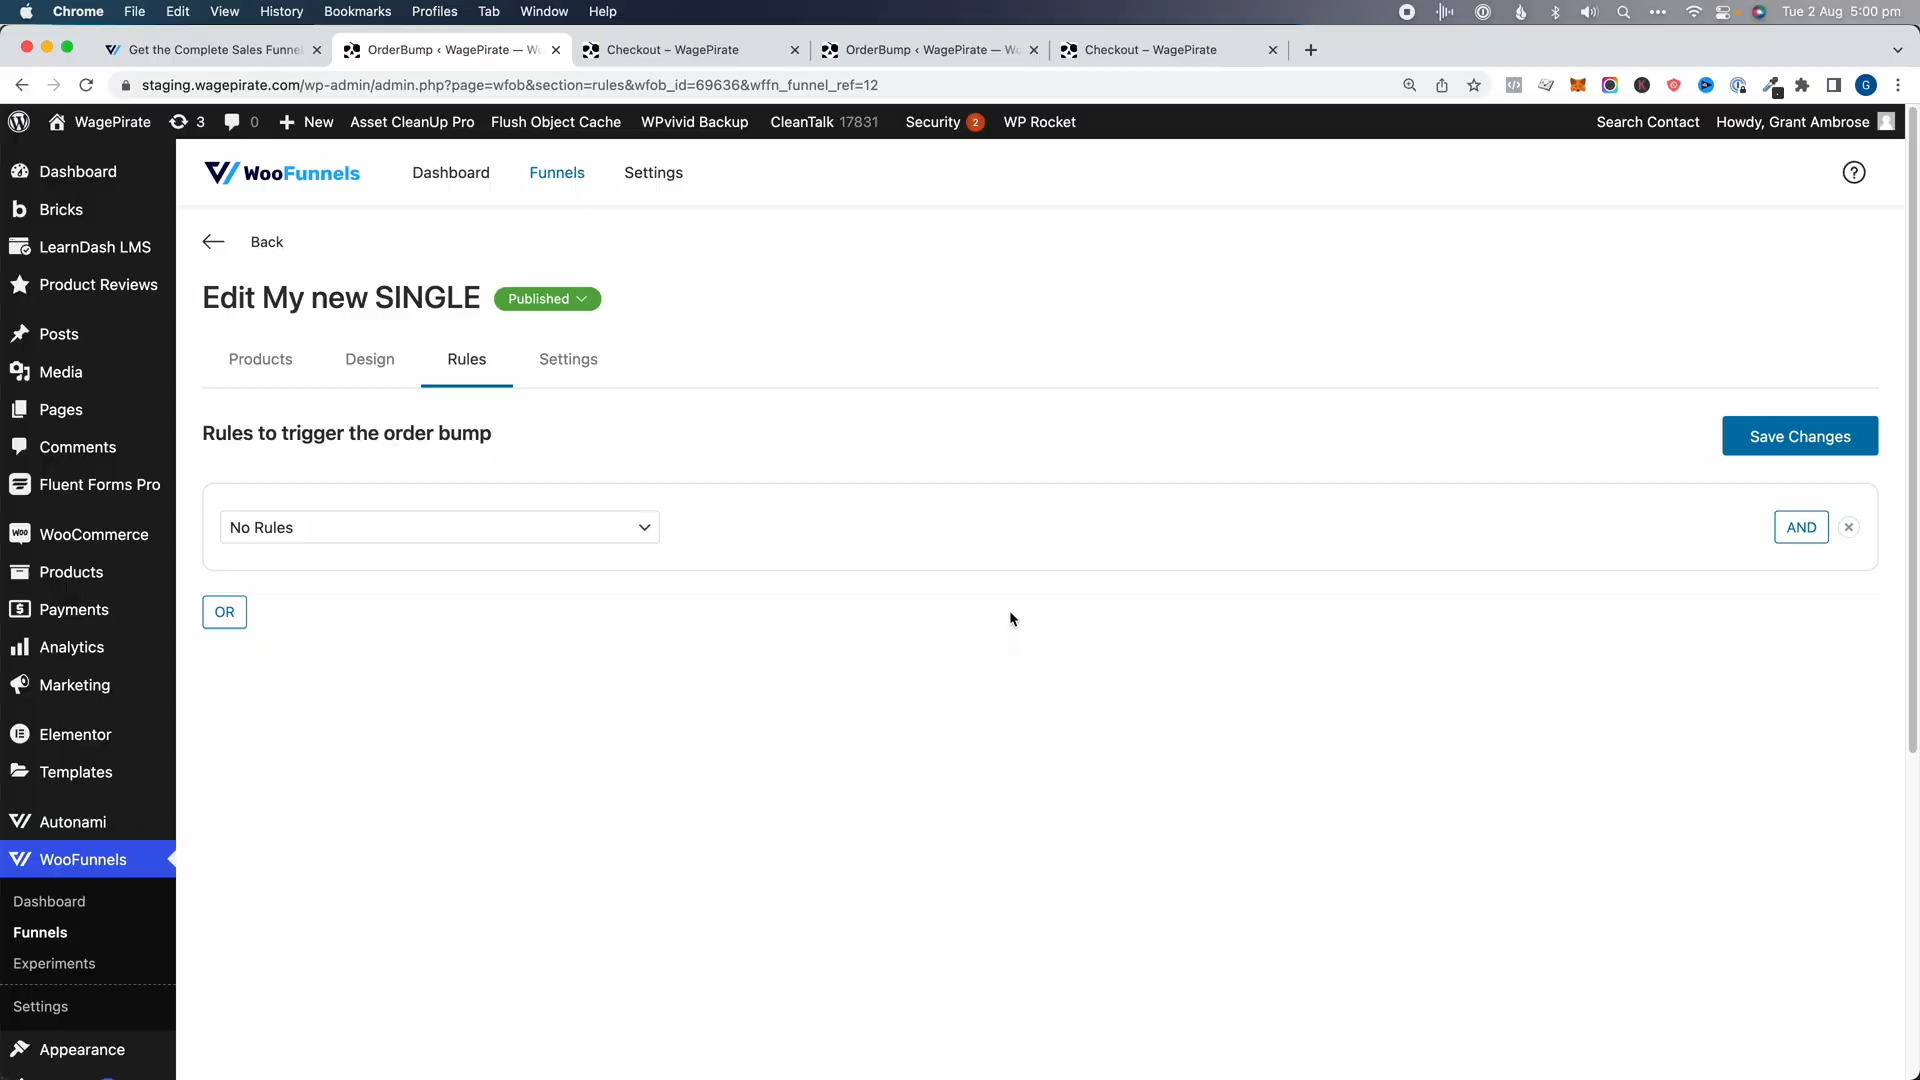 Chrome File Edit View History Bookmarks Profiles Tab Window Help Tue 2 Aug 5:00 pm
Get the Complete Sales Funne OrderBump ‹ WagePirate — Wo Checkout – WagePirate OrderBump ‹ WagePirate — Wo Checkout – WagePirate
staging.wagepirate.com/wp-admin/admin.php?page=wfob&section=rules&wfob_id=69636&wffn_funnel_ref=12
WagePirate 3 0 New Asset CleanUp Pro Flush Object Cache WPvivid Backup CleanTalk 17831 Security 2 WP Rocket Search Contact Howdy, Grant Ambrose
Dashboard
Bricks
LearnDash LMS
Product Reviews
Posts
Media
Pages
Comments
Fluent Forms Pro
WooCommerce
Products
Payments
Analytics
Marketing
Elementor
Templates
Autonami
WooFunnels
Dashboard
Funnels
Experiments
Settings
Appearance
WooFunnels Dashboard Funnels Settings
Back
Edit My new SINGLE Published
Products Design Rules Settings
Rules to trigger the order bump Save Changes
No Rules AND
OR